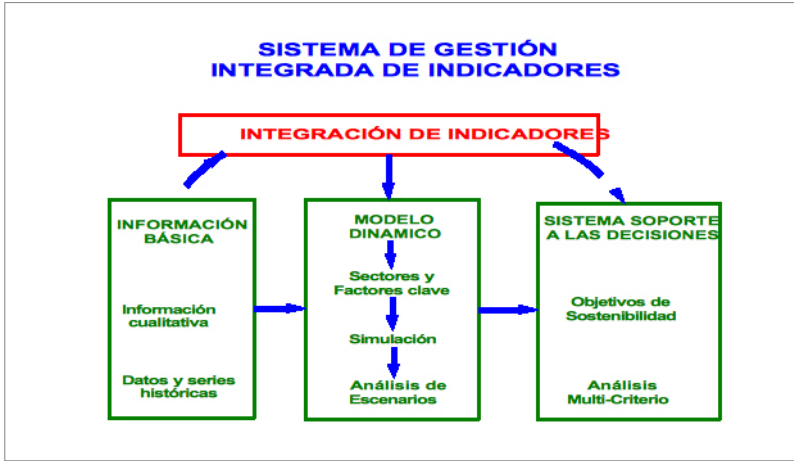 SISTEMA DE GESTIÓN
INTEGRADA DE INDICADORES
INTEGRACIÓN DE INDICADORES
INFORMACIÓN
BÁSICA
Información
cualitativa
Datos y series
históricas
MODELO
DINAMICO
Sectores y
Factores clave
Simulación
Análisis de
Escenarios
SISTEMA SOPORTE
A LAS DECISIONES
Objetivos de
Sostenibilidad
Análisis
Multi-Criterio